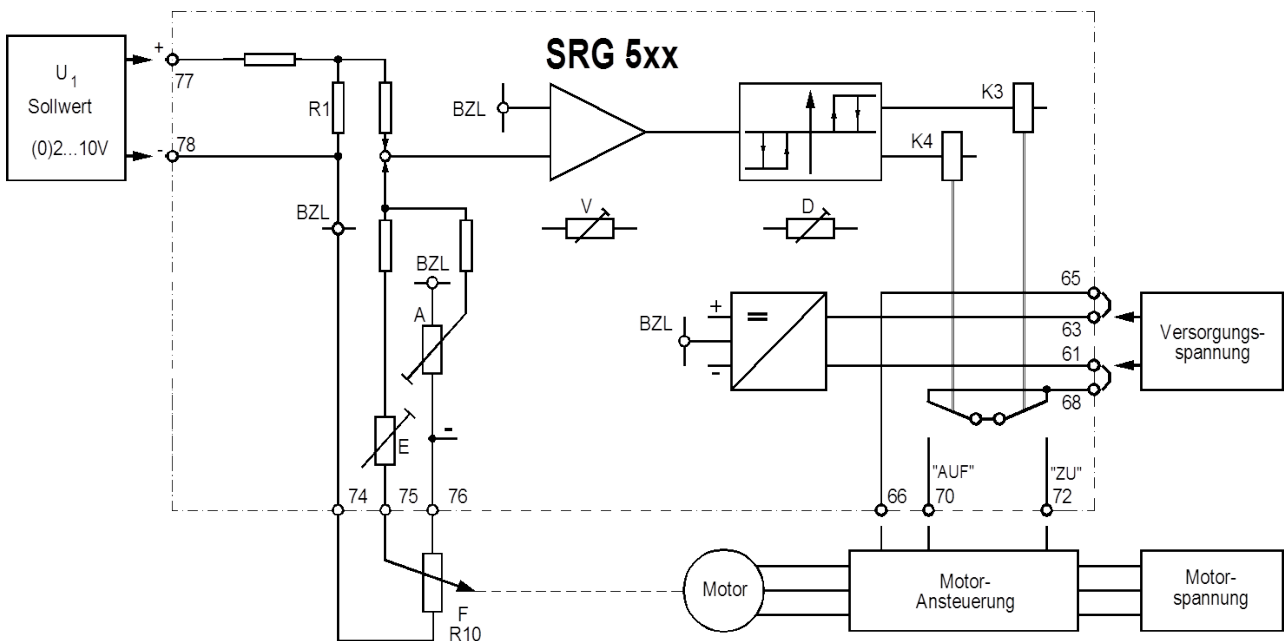 SRG 5xx
U1
Sollwert
(0)2...10V
+
77
-
78
R1
BZL
K3
K4
BZL
V
D
BZL
A
E
-
BZL
+
=
-
65
63
61
68
Versorgungs-
spannung
74
75
76
66
"AUF"
70
"ZU"
72
F
R10
Motor
Motor-
Ansteuerung
Motor-
spannung